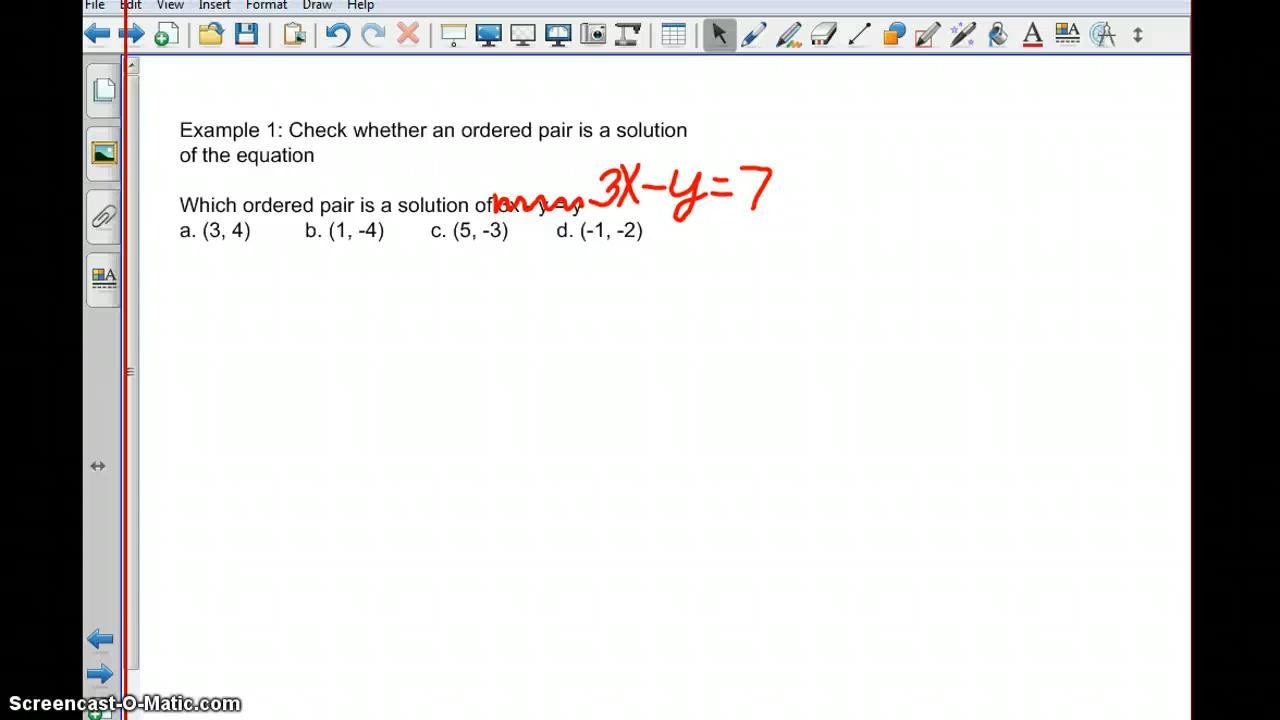 File Edit View Insert Format Draw Help
Example 1: Check whether an ordered pair is a solution
of the equation
3x-y=7
Which ordered pair is a solution of
a. (3, 4) b. (1, -4) c. (5, -3) d. (-1, -2)
Screencast-O-Matic.com